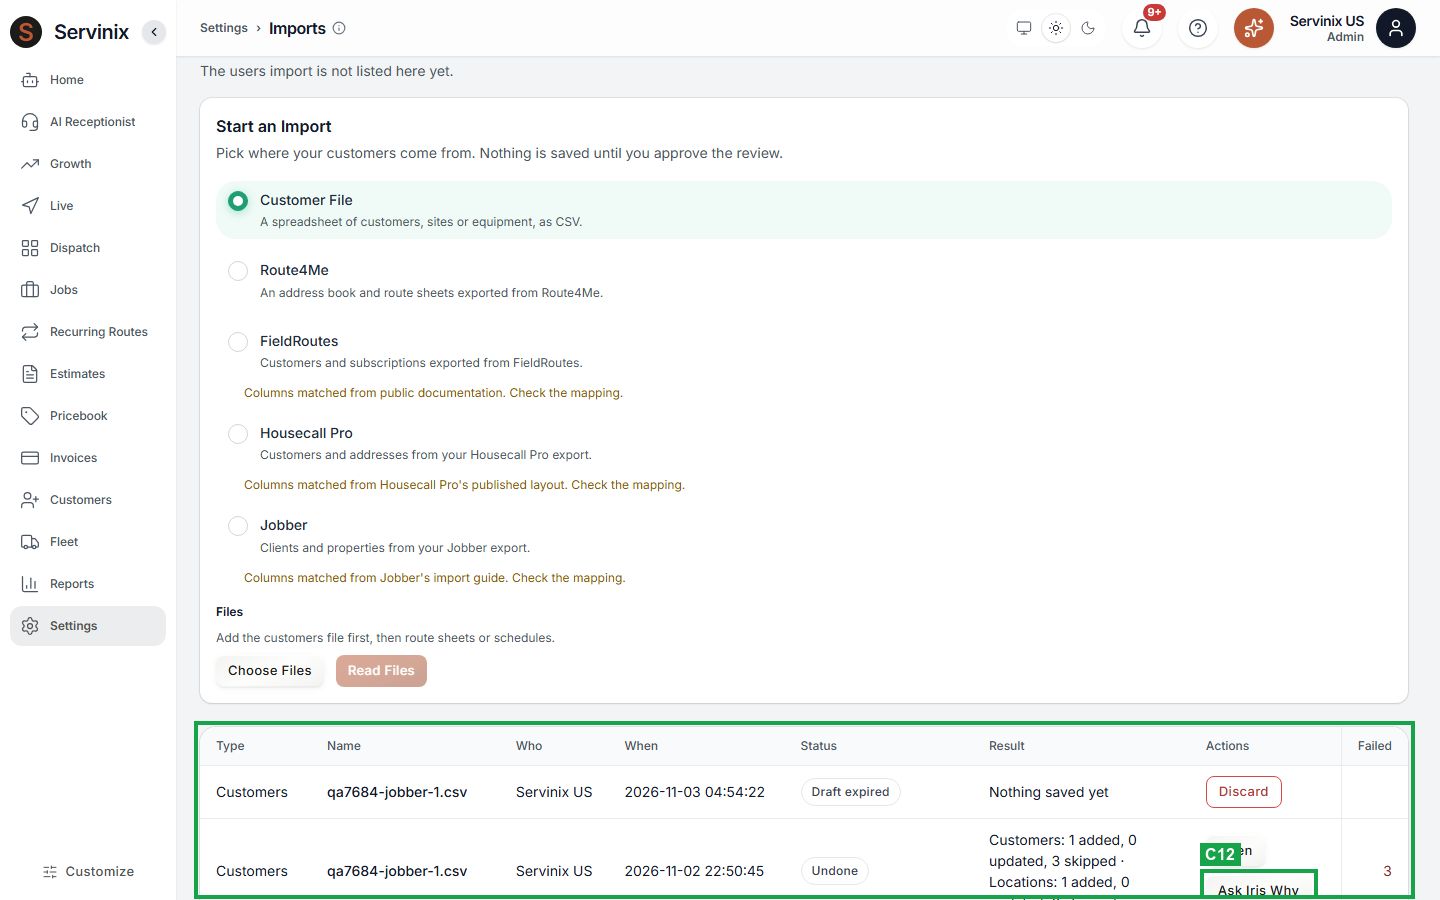 S Servinix
Settings › Imports
9+
Servinix US
Admin
Home
AI Receptionist
Growth
Live
Dispatch
Jobs
Recurring Routes
Estimates
Pricebook
Invoices
Customers
Fleet
Reports
Settings
Customize
The users import is not listed here yet.
Start an Import
Pick where your customers come from. Nothing is saved until you approve the review.
Customer File
A spreadsheet of customers, sites or equipment, as CSV.
Route4Me
An address book and route sheets exported from Route4Me.
FieldRoutes
Customers and subscriptions exported from FieldRoutes.
Columns matched from public documentation. Check the mapping.
Housecall Pro
Customers and addresses from your Housecall Pro export.
Columns matched from Housecall Pro's published layout. Check the mapping.
Jobber
Clients and properties from your Jobber export.
Columns matched from Jobber's import guide. Check the mapping.
Files
Add the customers file first, then route sheets or schedules.
Choose Files Read Files
Type Name Who When Status Result Actions Failed
Customers qa7684-jobber-1.csv Servinix US 2026-11-03 04:54:22 Draft expired Nothing saved yet Discard
Customers qa7684-jobber-1.csv Servinix US 2026-11-02 22:50:45 Undone Customers: 1 added, 0
updated, 3 skipped ·
Locations: 1 added, 0
C12
Ask Iris Why
3